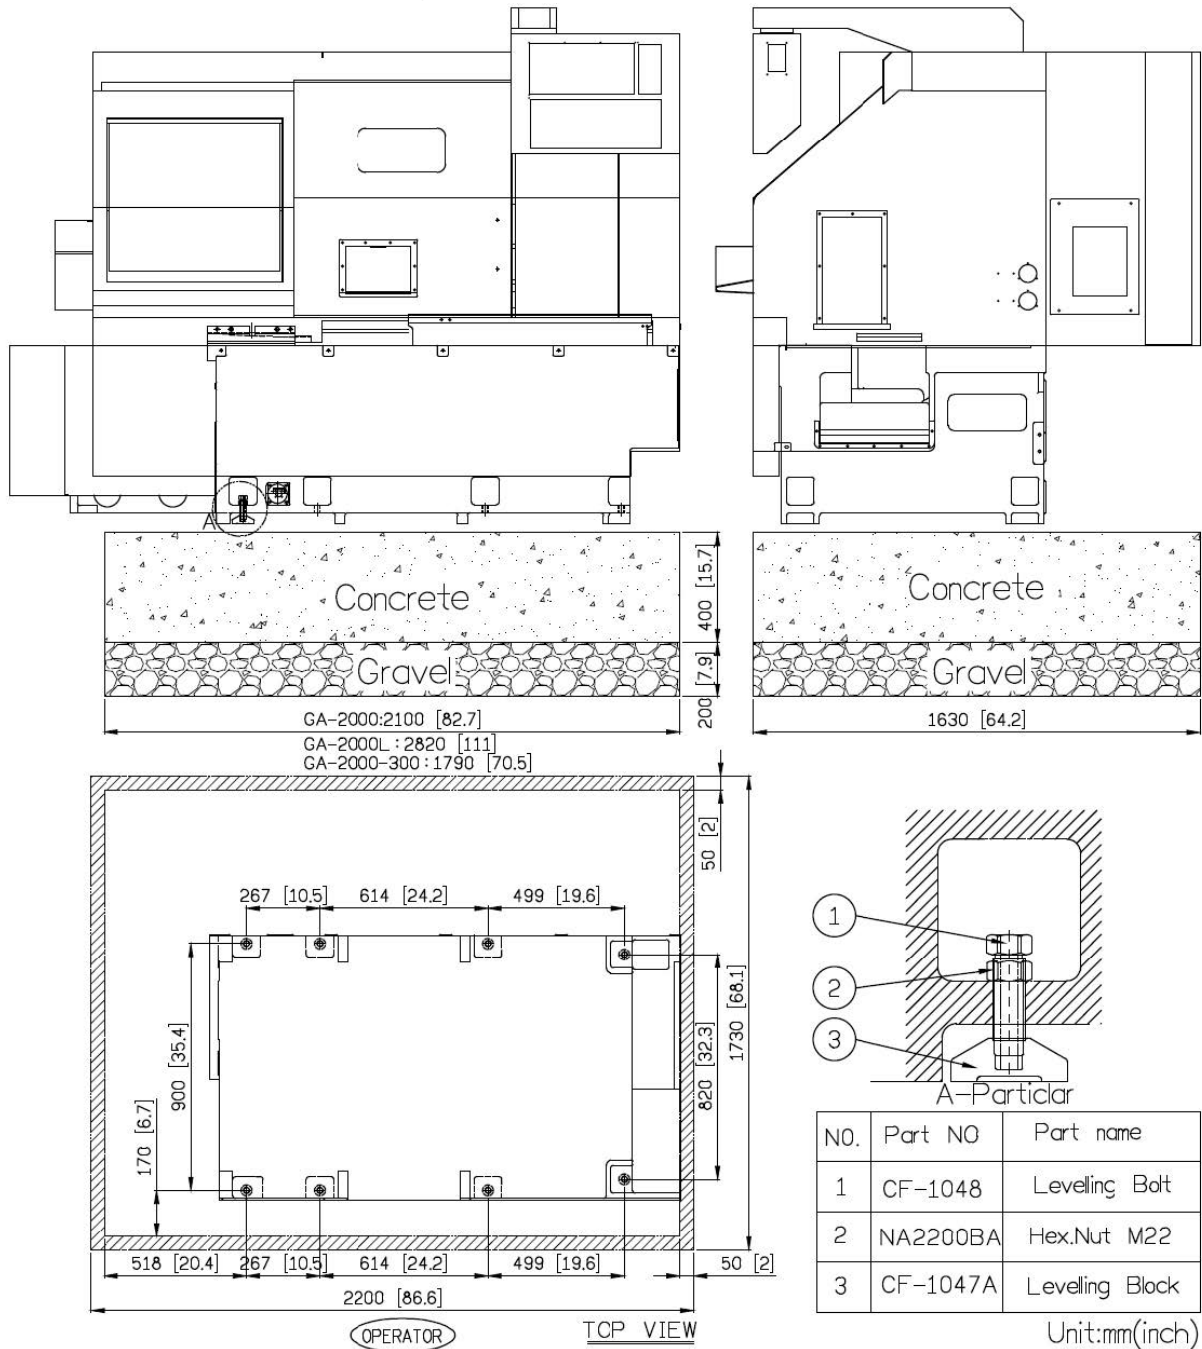 A
Concrete
400 [15.7]
Concrete
Gravel
200 [7.9]
Gravel
GA-2000:2100 [82.7]
GA-2000L:2820 [111]
GA-2000-300:1790 [70.5]
1630 [64.2]
50 [2]
267 [10.5]
614 [24.2]
499 [19.6]
900 [35.4]
170 [6.7]
820 [32.3]
1730 [68.1]
518 [20.4]
267 [10.5]
614 [24.2]
499 [19.6]
50 [2]
2200 [86.6]
OPERATOR
TOP VIEW
1
2
3
A-Particlar
NO. Part NO Part name
1 CF-1048 Levelling Bolt
2 NA2200BA Hex.Nut M22
3 CF-1047A Levelling Block
Unit:mm(inch)